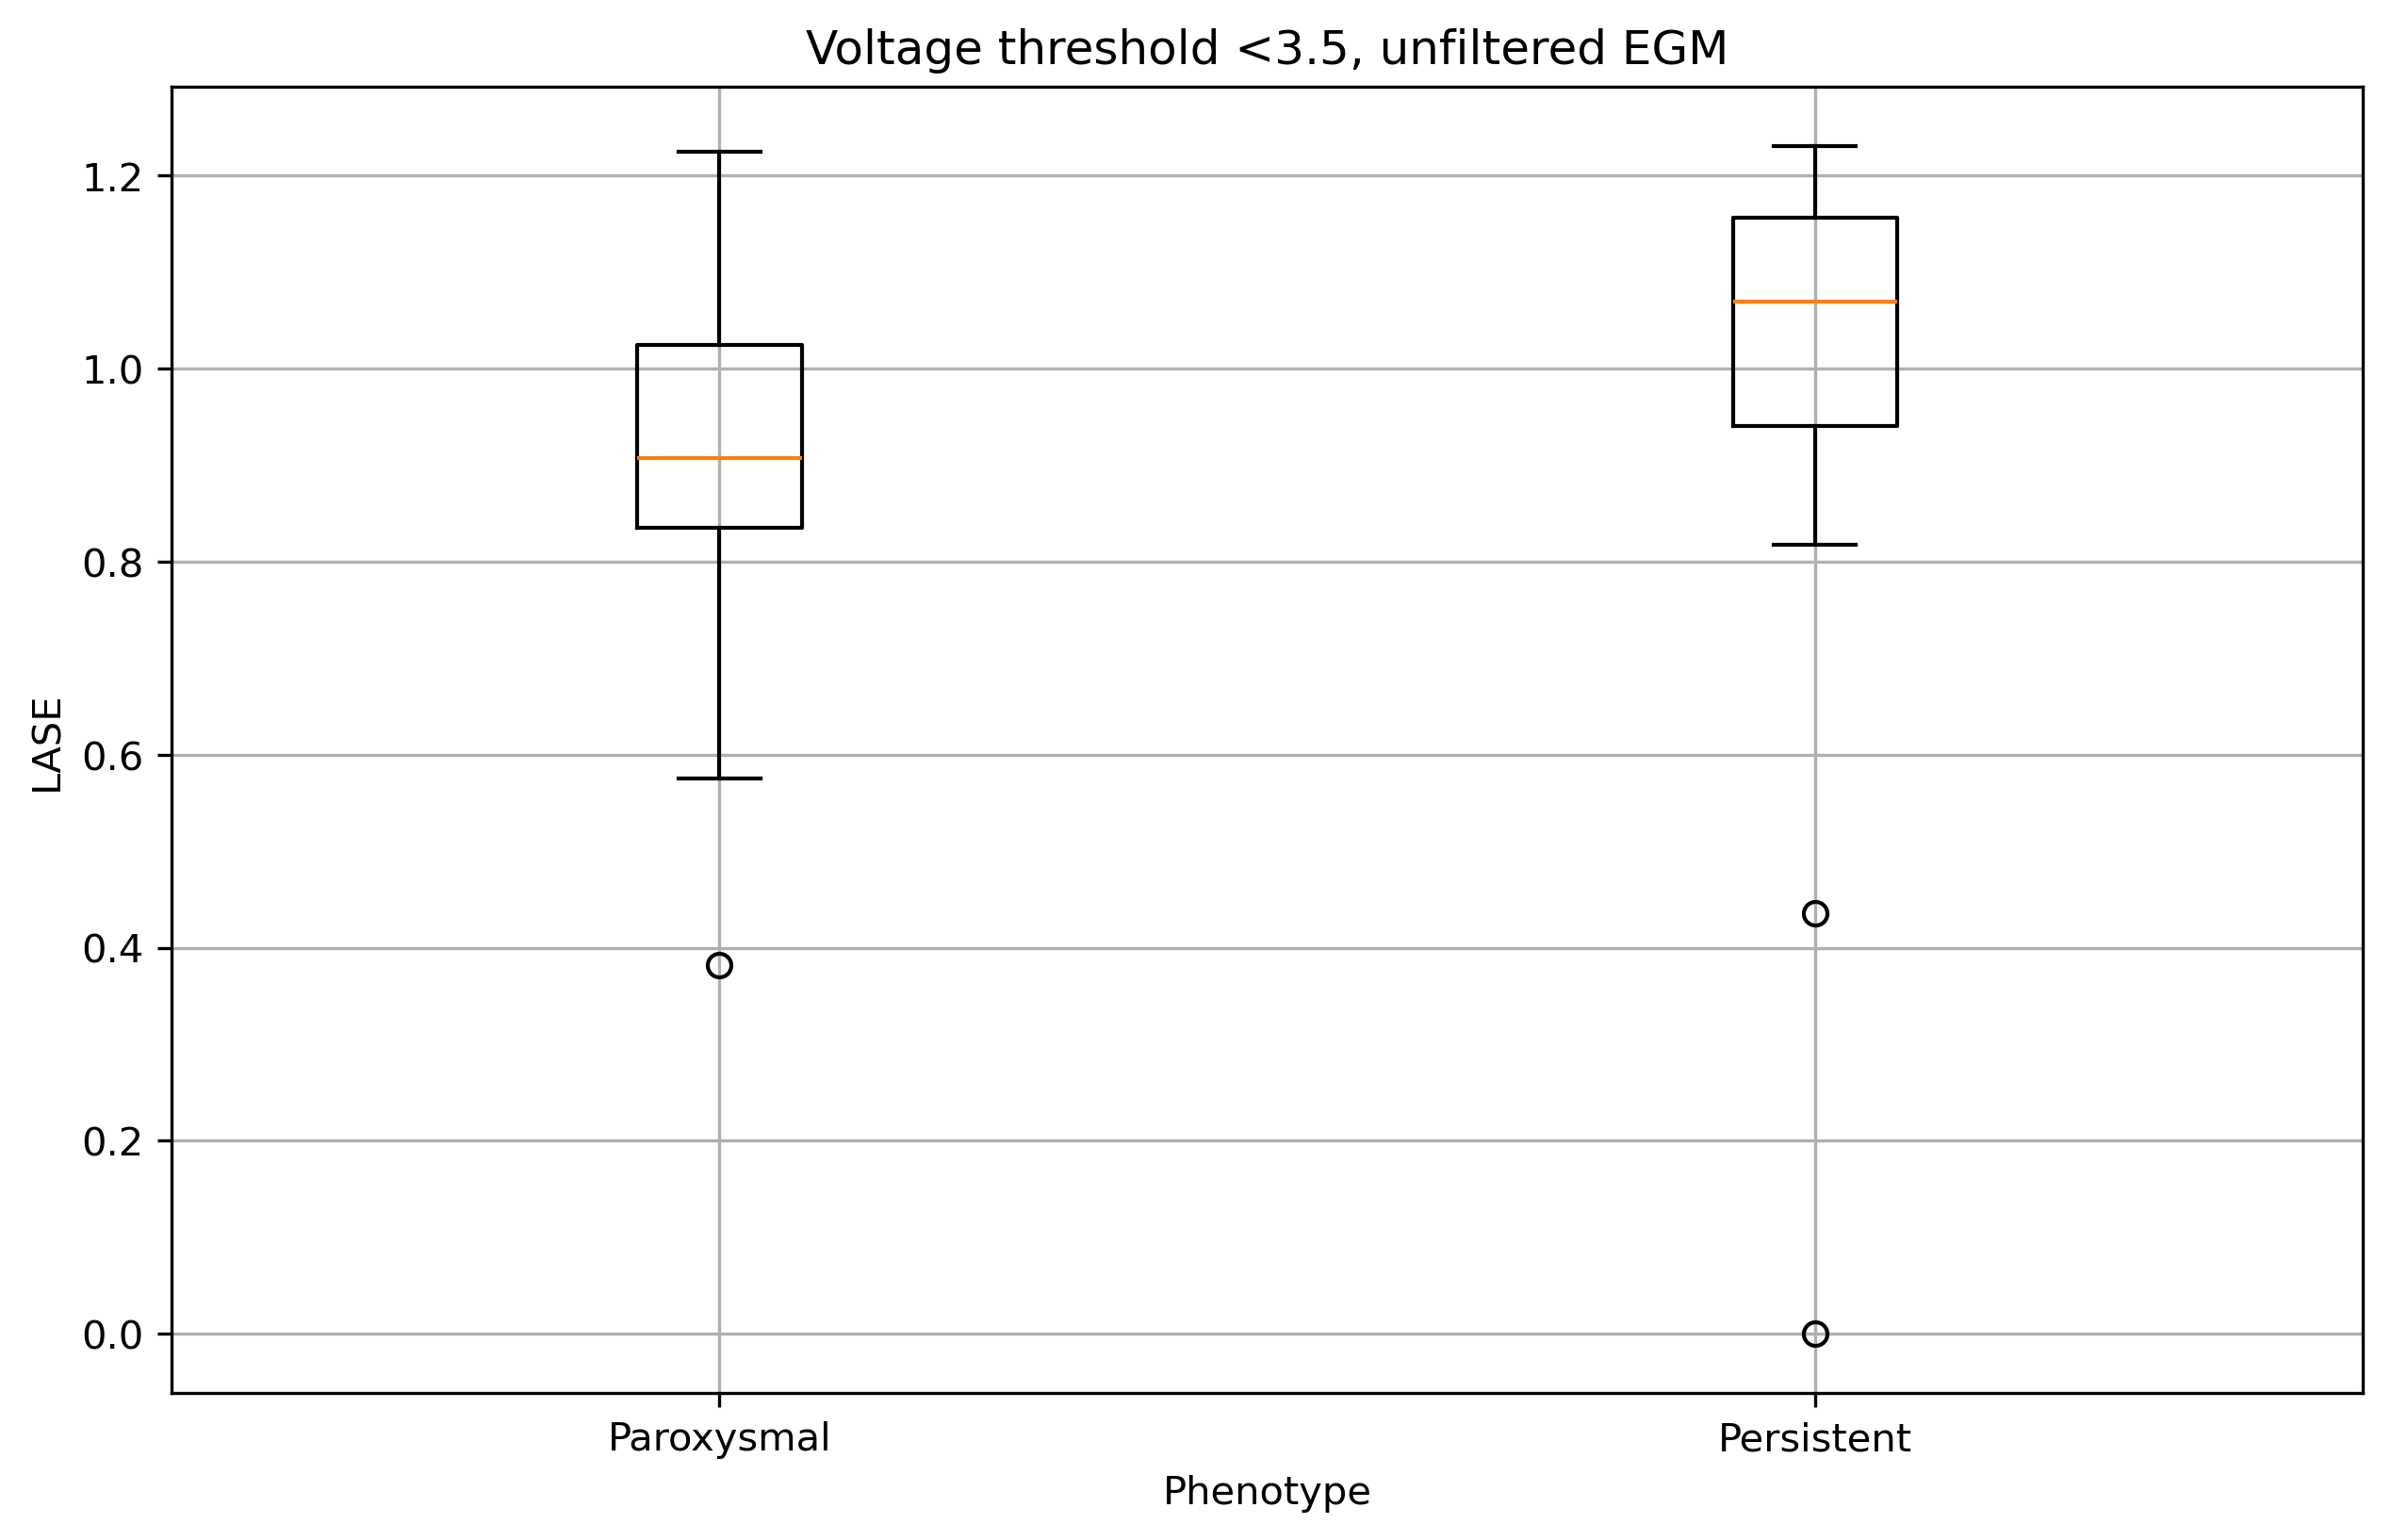 Voltage threshold <3.5, unfiltered EGM
1.2
1.0
0.8
0.6
0.4
0.2
0.0
LASE
Paroxysmal
Persistent
Phenotype